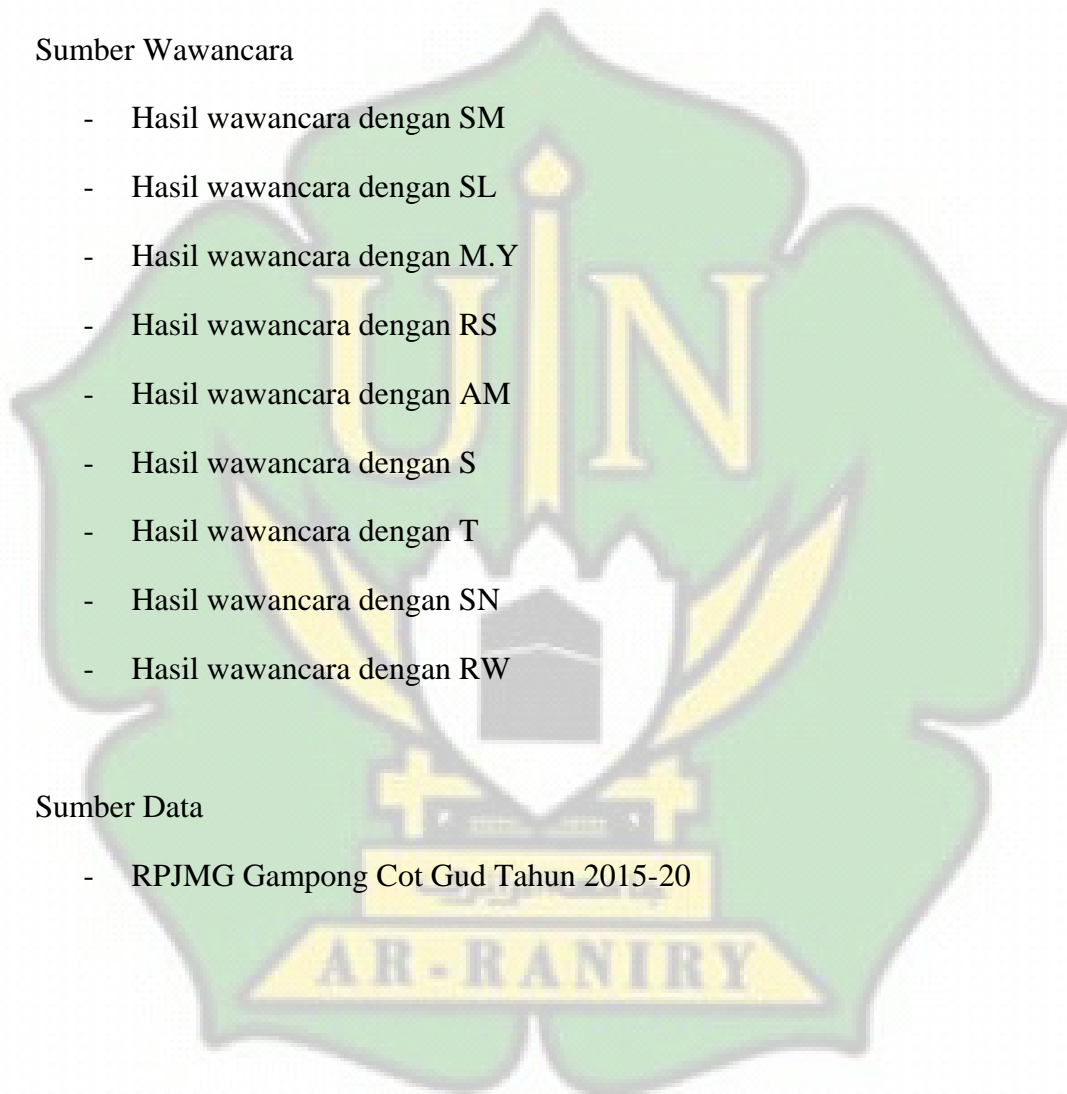 Sumber Wawancara
- Hasil wawancara dengan SM
- Hasil wawancara dengan SL
- Hasil wawancara dengan M.Y
- Hasil wawancara dengan RS
- Hasil wawancara dengan AM
- Hasil wawancara dengan S
- Hasil wawancara dengan T
- Hasil wawancara dengan SN
- Hasil wawancara dengan RW
Sumber Data
- RPJMG Gampong Cot Gud Tahun 2015-20
UIN
AR-RANIRY